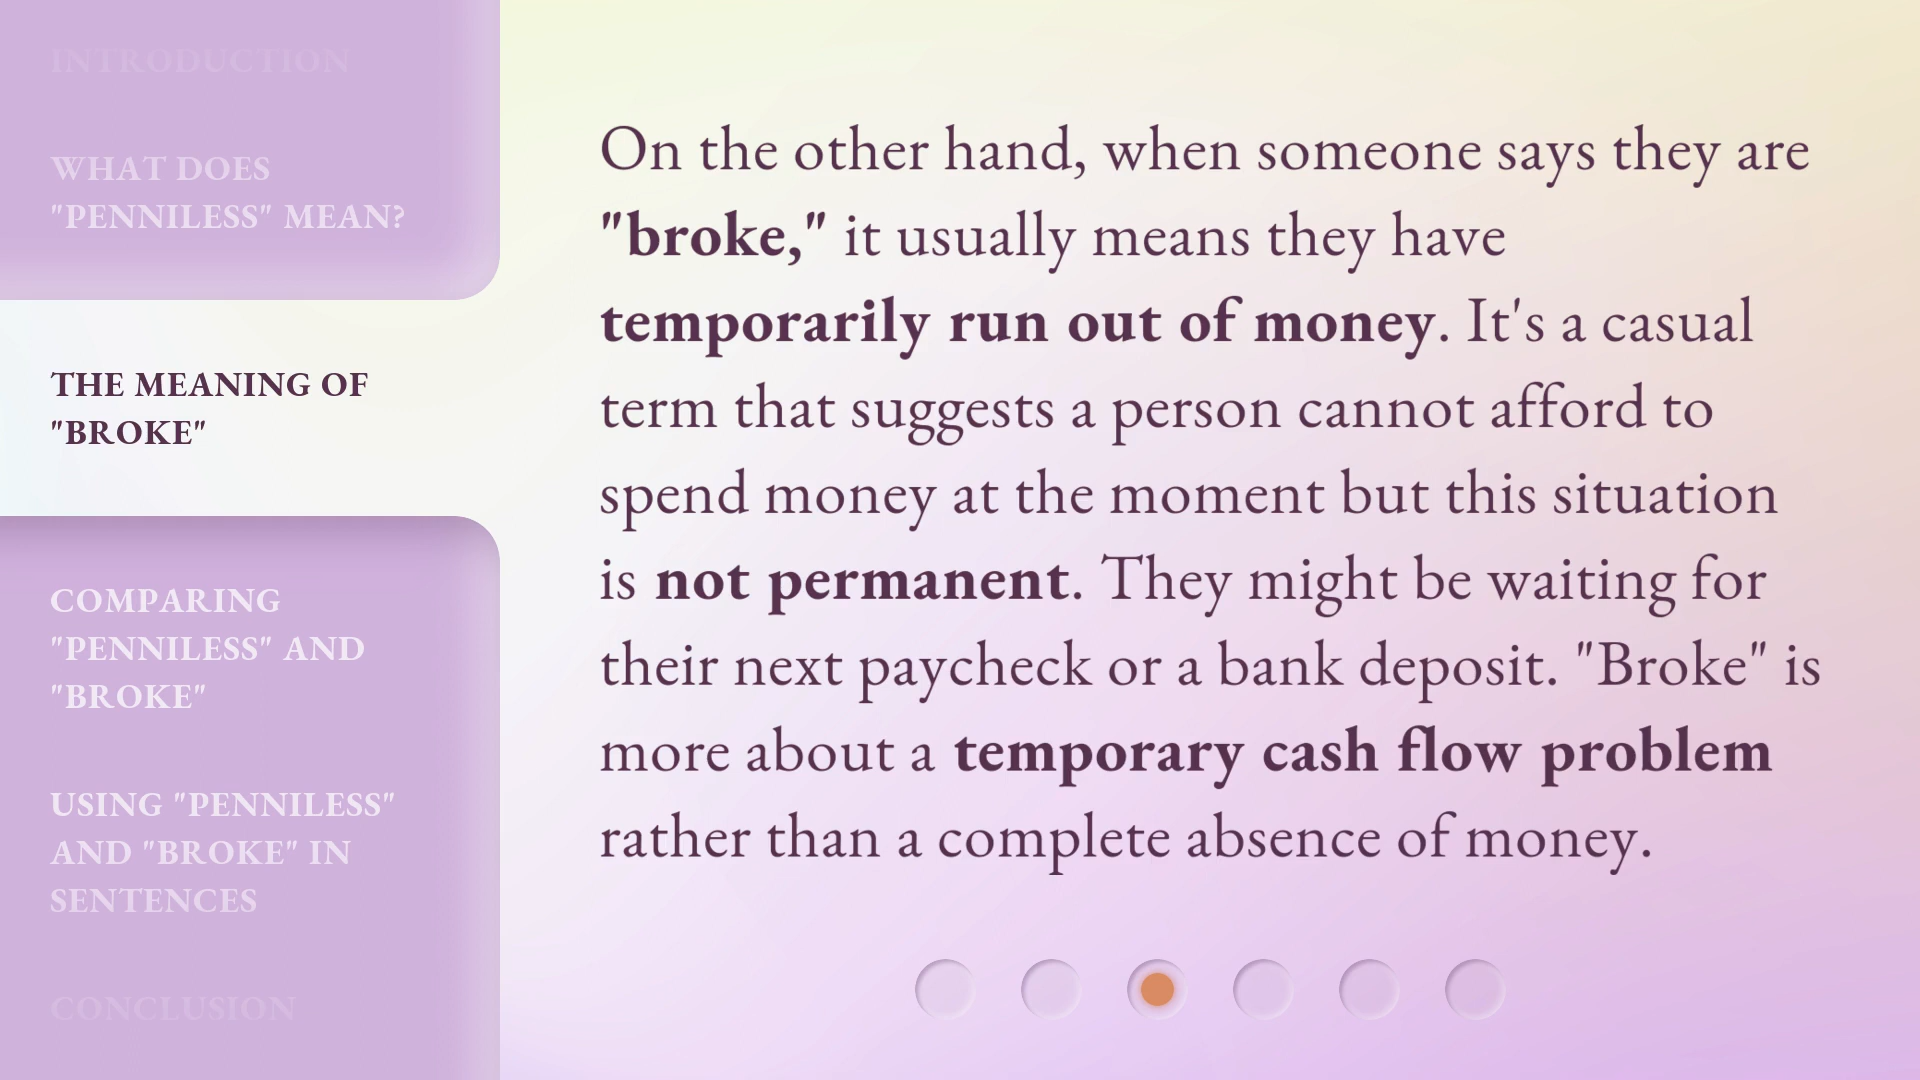 INTRODUCTION
WHAT DOES
"PENNILESS" MEAN?
THE MEANING OF
"BROKE"
COMPARING
"PENNILESS" AND
"BROKE"
USING "PENNILESS"
AND "BROKE" IN
SENTENCES
CONCLUSION
On the other hand, when someone says they are
"broke," it usually means they have
temporarily run out of money. It's a casual
term that suggests a person cannot afford to
spend money at the moment but this situation
is not permanent. They might be waiting for
their next paycheck or a bank deposit. "Broke" is
more about a temporary cash flow problem
rather than a complete absence of money.